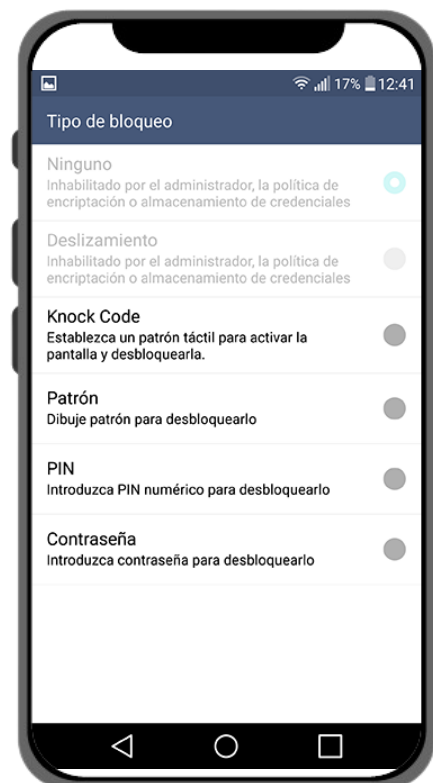 17% 12:41
Tipo de bloqueo
Ninguno
Inhabilitado por el administrador, la política de
encriptación o almacenamiento de credenciales
Deslizamiento
Inhabilitado por el administrador, la política de
encriptación o almacenamiento de credenciales
Knock Code
Establezca un patrón táctil para activar la
pantalla y desbloquearla.
Patrón
Dibuje patrón para desbloquearlo
PIN
Introduzca PIN numérico para desbloquearlo
Contraseña
Introduzca contraseña para desbloquearlo